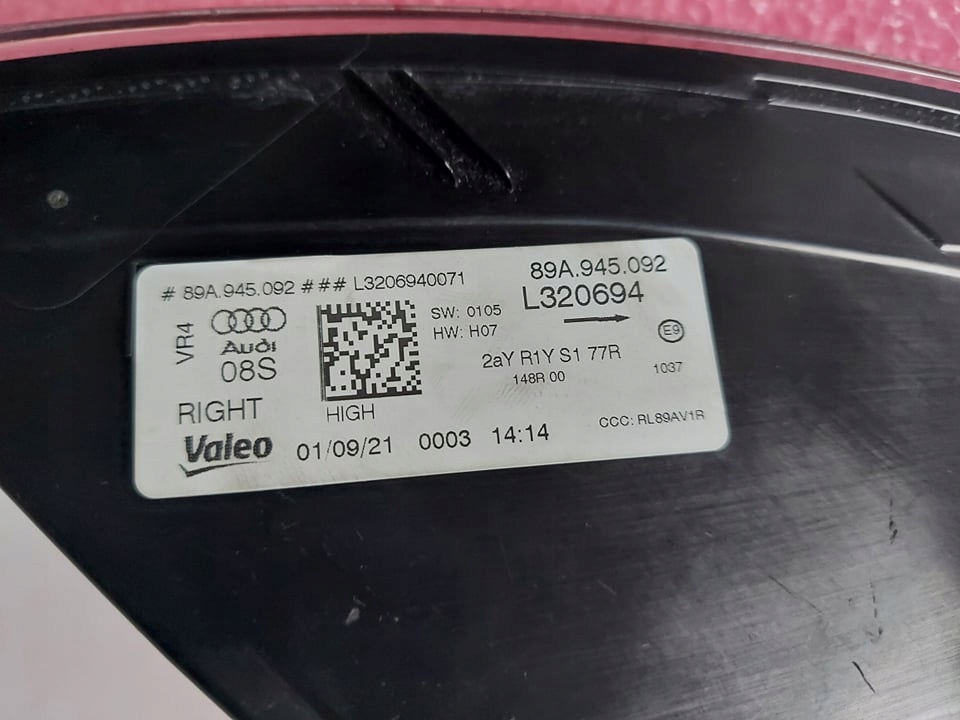 # 89A.945.092 ### L3206940071
89A.945.092
L320694
VR4
Audi
08S
SW: 0105
HW: H07
E9
2aY R1Y S1 77R
148R 00
1037
RIGHT
HIGH
CCC: RL89AV1R
Valeo 01/09/21 0003 14:14